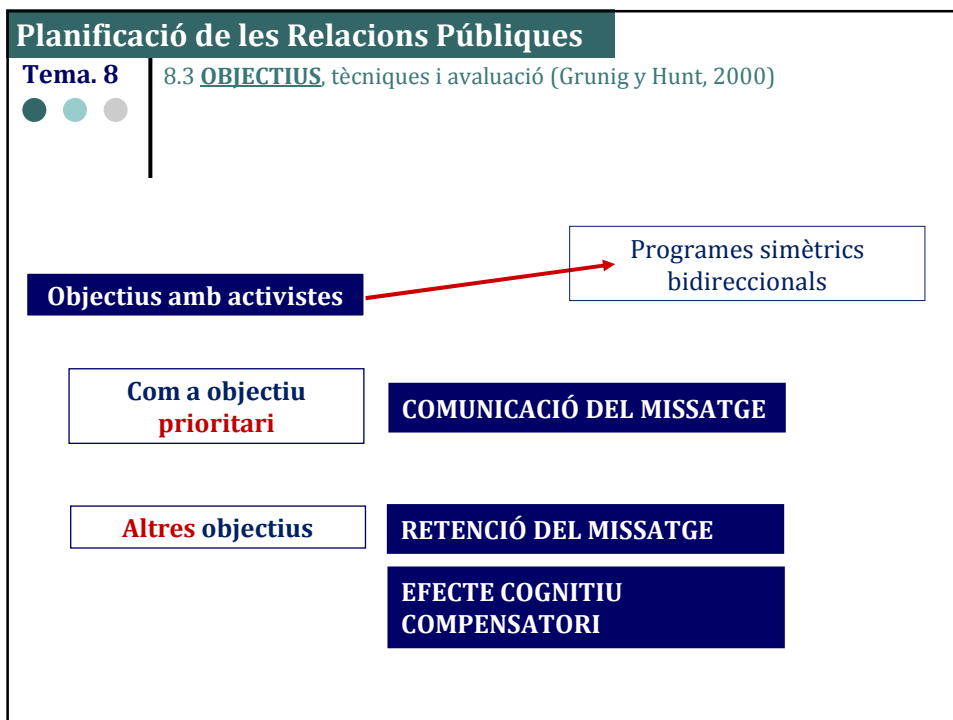 Planificació de les Relacions Públiques
Tema. 8
8.3 OBJECTIUS, tècniques i avaluació (Grunig y Hunt, 2000)
Programes simètrics
bidireccionals
Objectius amb activistes
Com a objectiu
prioritari
COMUNICACIÓ DEL MISSATGE
Altres objectius
RETENCIÓ DEL MISSATGE
EFECTE COGNITIU
COMPENSATORI